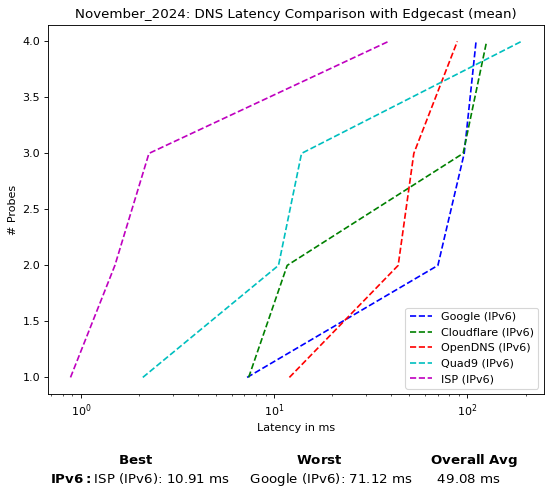 November_2024: DNS Latency Comparison with Edgecast (mean)
4.0
3.5
3.0
2.5
2.0
1.5
1.0
# Probes
Google (IPv6)
Cloudflare (IPv6)
OpenDNS (IPv6)
Quad9 (IPv6)
ISP (IPv6)
10⁰ 10¹ 10²
Latency in ms
Best Worst Overall Avg
IPv6: ISP (IPv6): 10.91 ms Google (IPv6): 71.12 ms 49.08 ms